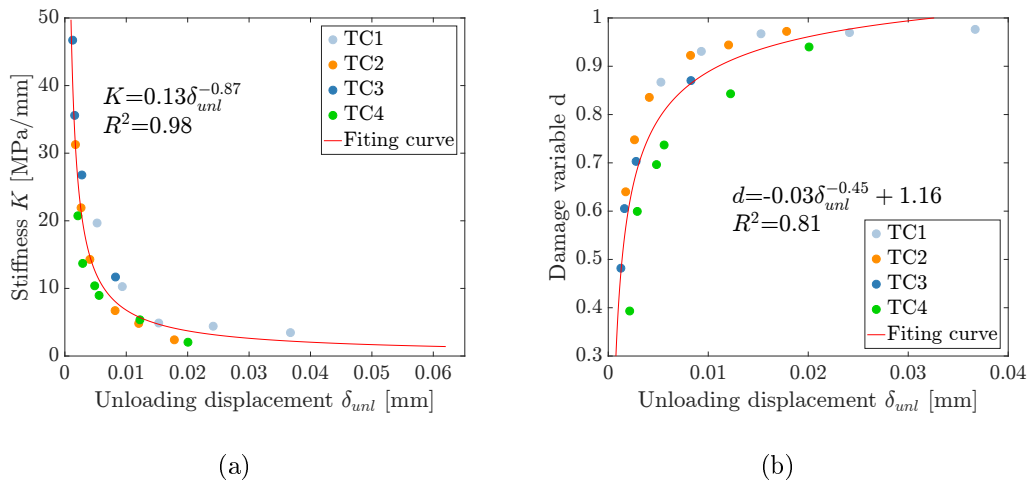 50
40
30
20
10
0
0
0.01
0.02
0.03
0.04
0.05
0.06
Stiffness K [MPa/mm]
Unloading displacement δ_unl [mm]
K=0.13δ_unl^-0.87
R²=0.98
TC1
TC2
TC3
TC4
Fiting curve
(a)
1
0.9
0.8
0.7
0.6
0.5
0.4
0.3
0
0.01
0.02
0.03
0.04
Damage variable d
Unloading displacement δ_unl [mm]
d=-0.03δ_unl^-0.45 + 1.16
R²=0.81
TC1
TC2
TC3
TC4
Fiting curve
(b)